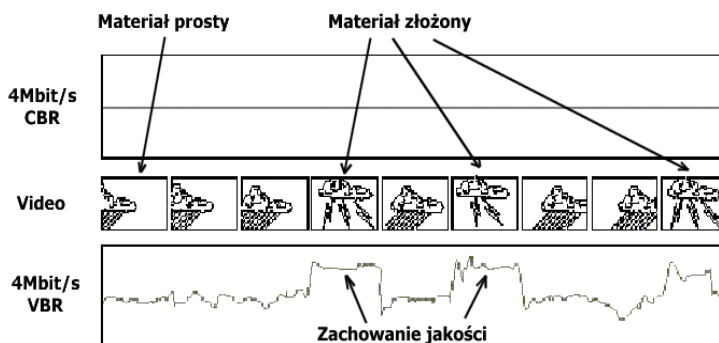 Materiał prosty
Materiał złożony
4Mbit/s
CBR
Video
4Mbit/s
VBR
Zachowanie jakości